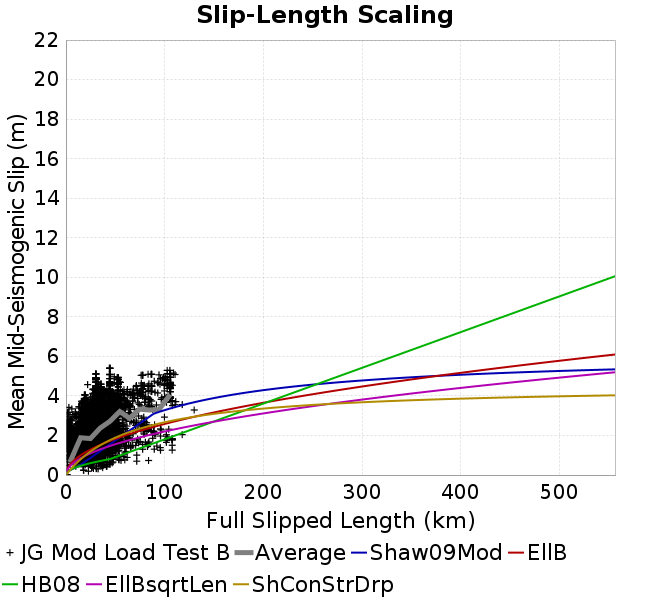 Slip-Length Scaling
Mean Mid-Seismogenic Slip (m)
22
20
18
16
14
12
10
8
6
4
2
0
0 100 200 300 400 500
Full Slipped Length (km)
JG Mod Load Test B Average Shaw09Mod EllB
HB08 EllBsqrtLen ShConStrDrp